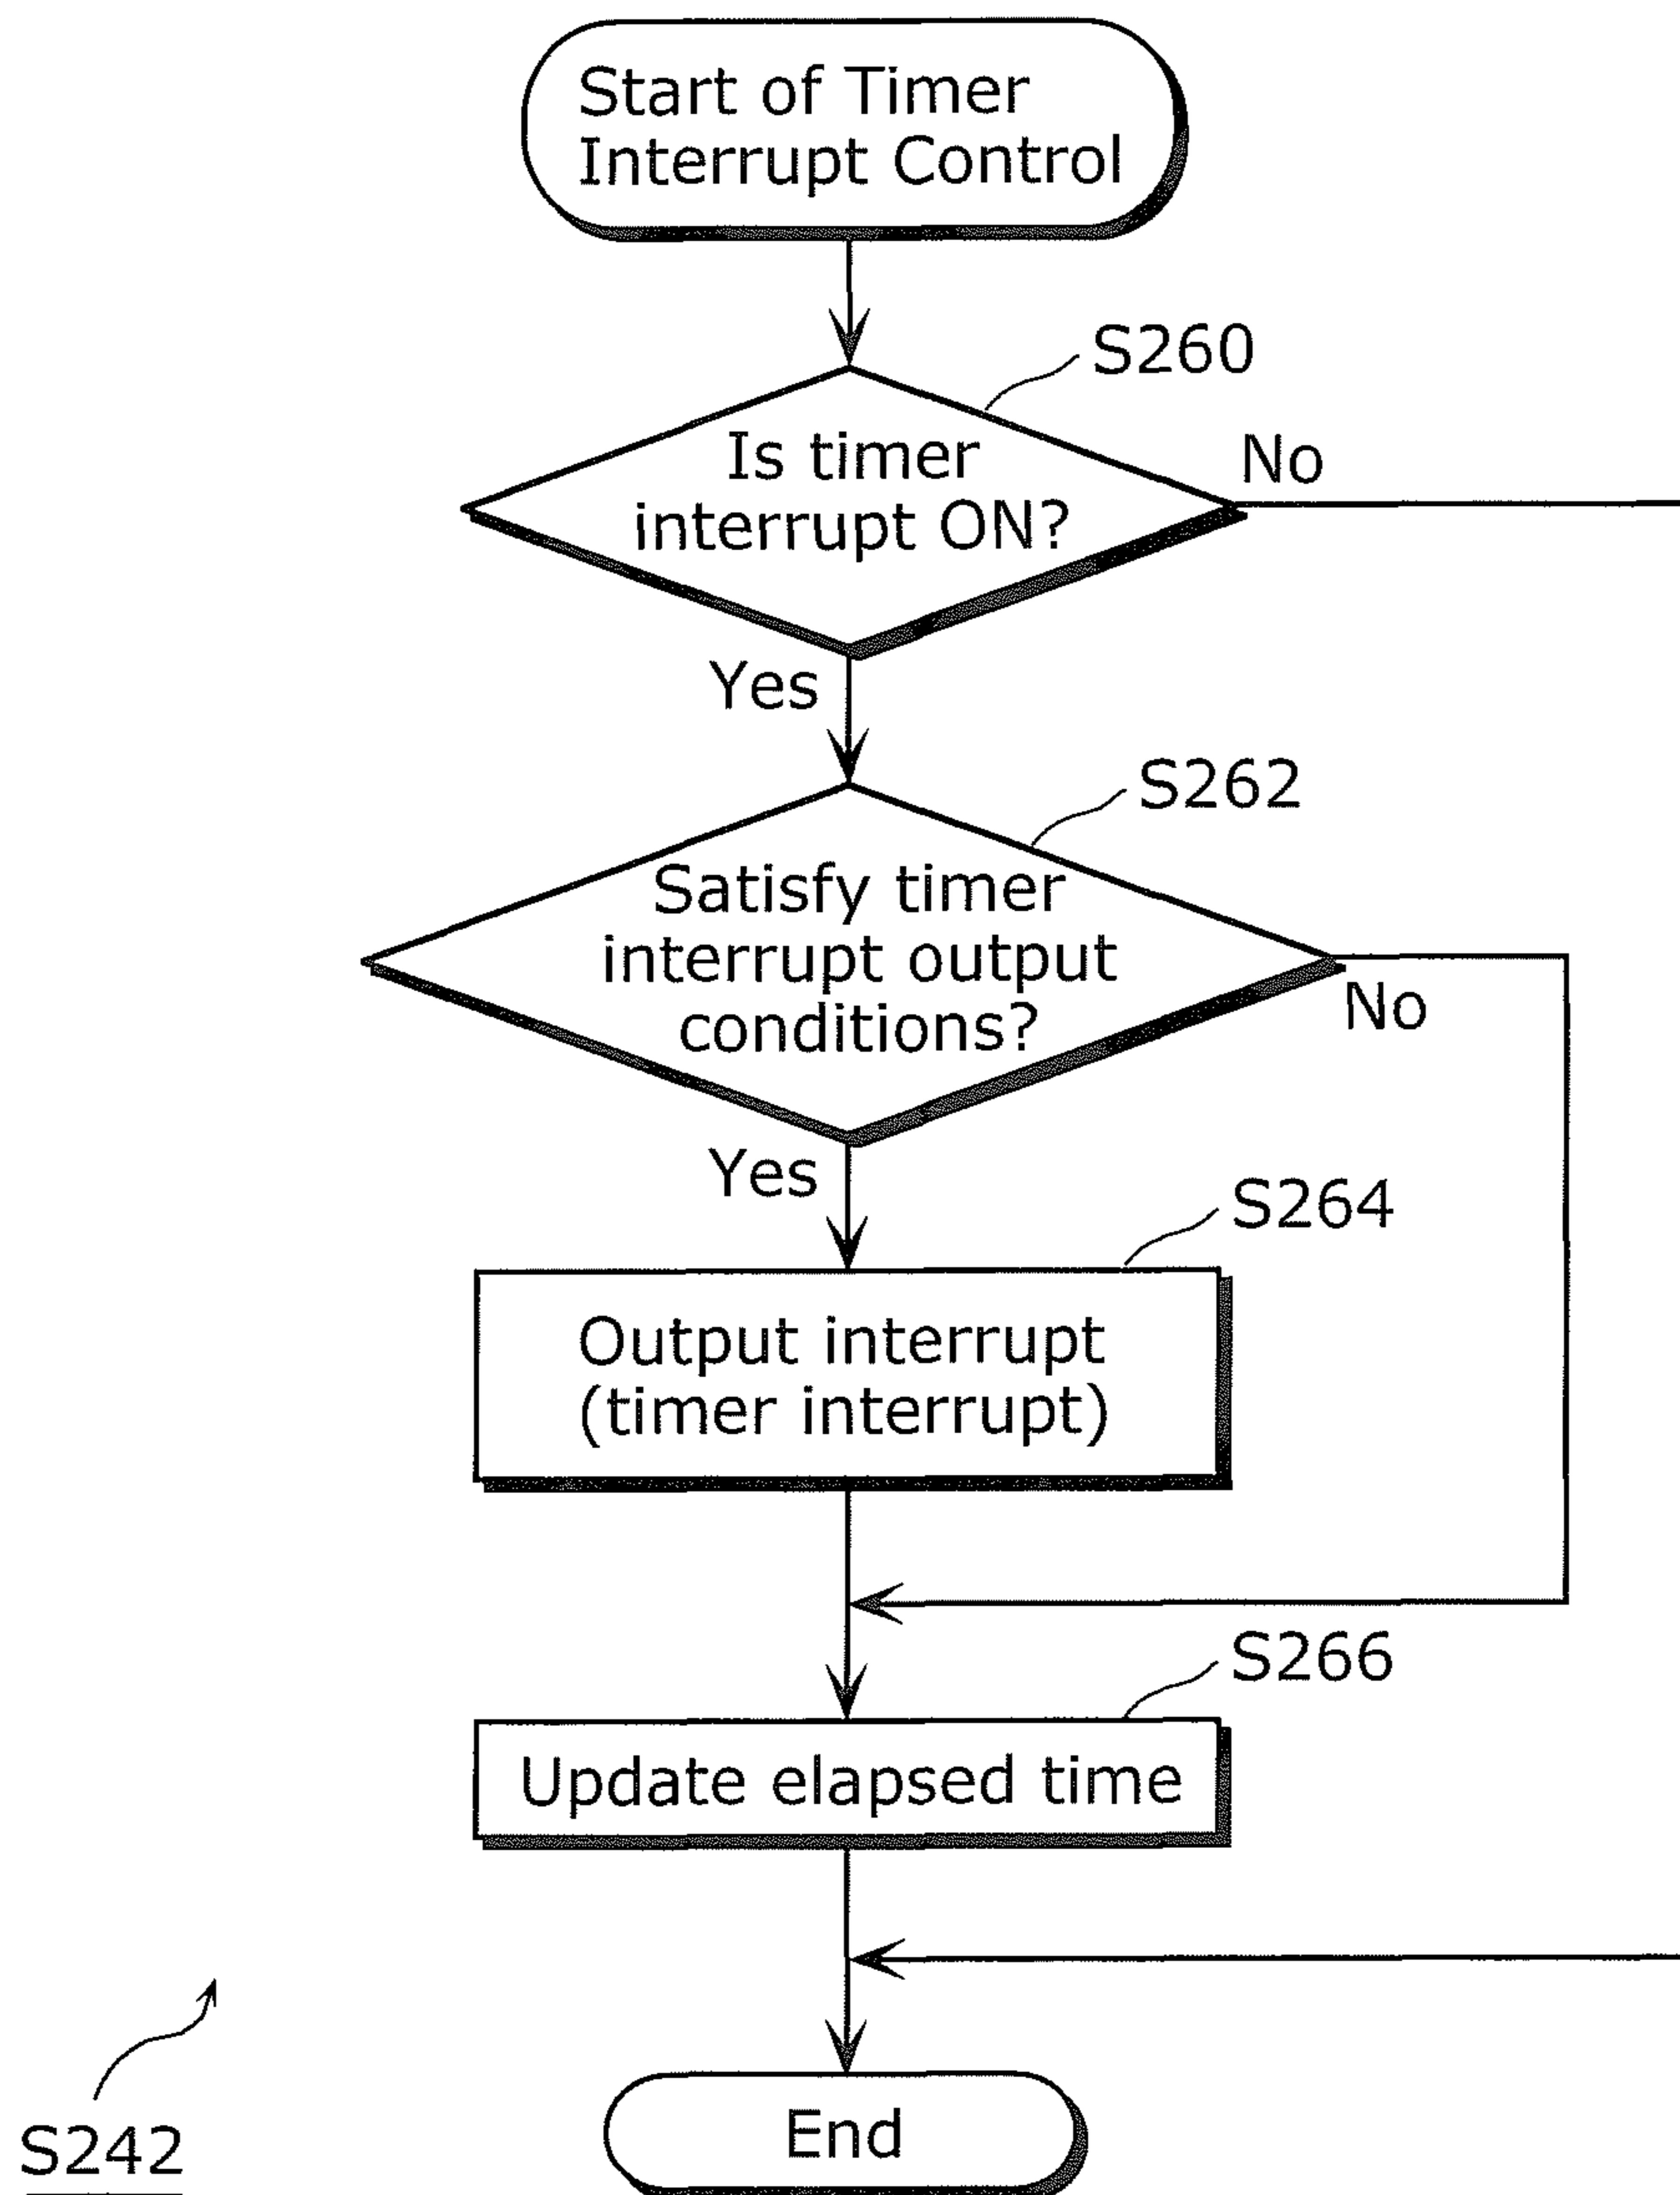 Start of Timer
Interrupt Control
S260
Is timer
interrupt ON?
No
Yes
S262
Satisfy timer
interrupt output
conditions?
No
Yes
S264
Output interrupt
(timer interrupt)
S266
Update elapsed time
End
S242